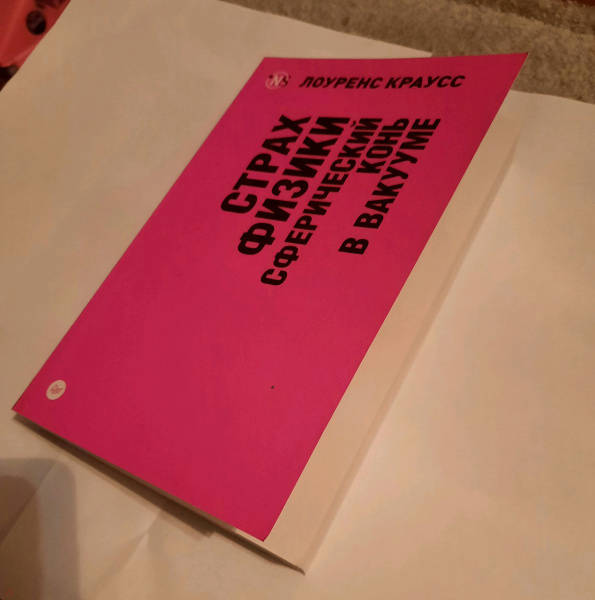 ЛОУРЕНС КРАУСС
СТРАХ
ФИЗИКИ
СФЕРИЧЕСКИЙ
КОНЬ
В ВАКУУМЕ